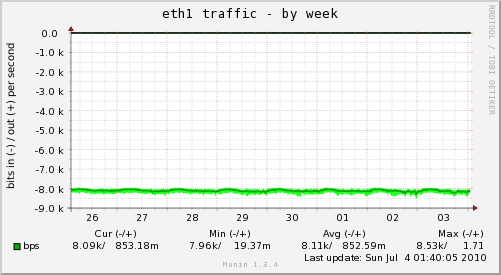 eth1 traffic - by week
RRDTOOL / TOBI OETIKER
bits in (-) / out (+) per second
0.0
-1.0 k
-2.0 k
-3.0 k
-4.0 k
-5.0 k
-6.0 k
-7.0 k
-8.0 k
-9.0 k
26 27 28 29 30 01 02 03
Cur (-/+) Min (-/+) Avg (-/+) Max (-/+)
bps 8.09k/ 853.18m 7.96k/ 19.37m 8.11k/ 852.59m 8.53k/ 1.71
Last update: Sun Jul 4 01:40:05 2010
Munin 1.3.4